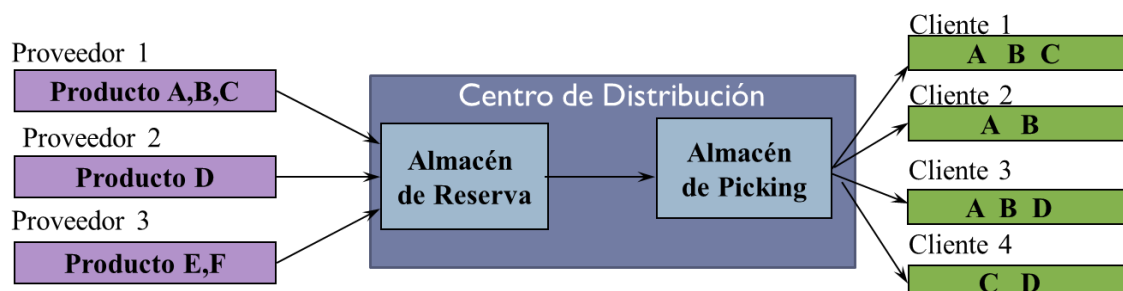 Proveedor 1
Producto A,B,C
Proveedor 2
Producto D
Proveedor 3
Producto E,F
Centro de Distribución
Almacén
de Reserva
Almacén
de Picking
Cliente 1
A B C
Cliente 2
A B
Cliente 3
A B D
Cliente 4
C D